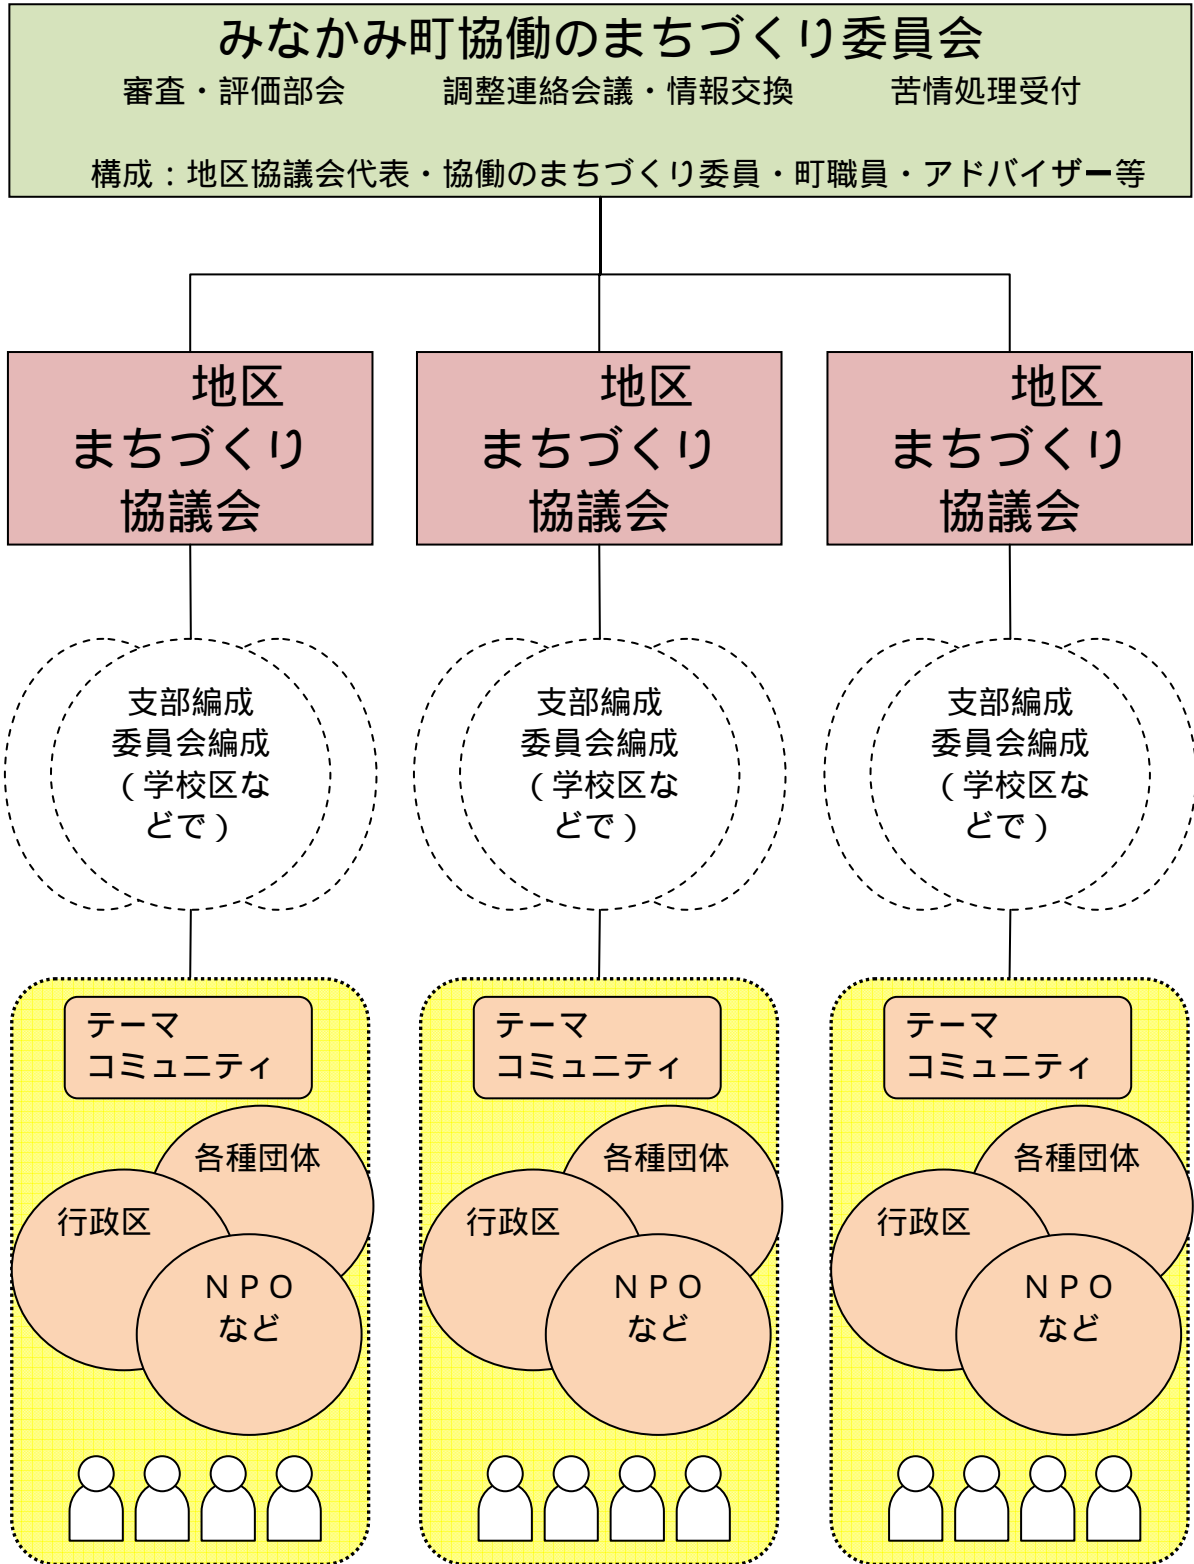 みなかみ町協働のまちづくり委員会
審査・評価部会 調整連絡会議・情報交換 苦情処理受付
構成：地区協議会代表・協働のまちづくり委員・町職員・アドバイザー等
地区
まちづくり
協議会
地区
まちづくり
協議会
地区
まちづくり
協議会
支部編成
委員会編成
（学校区な
どで）
支部編成
委員会編成
（学校区な
どで）
支部編成
委員会編成
（学校区な
どで）
テーマ
コミュニティ
各種団体
行政区
ＮＰＯ
など
テーマ
コミュニティ
各種団体
行政区
ＮＰＯ
など
テーマ
コミュニティ
各種団体
行政区
ＮＰＯ
など